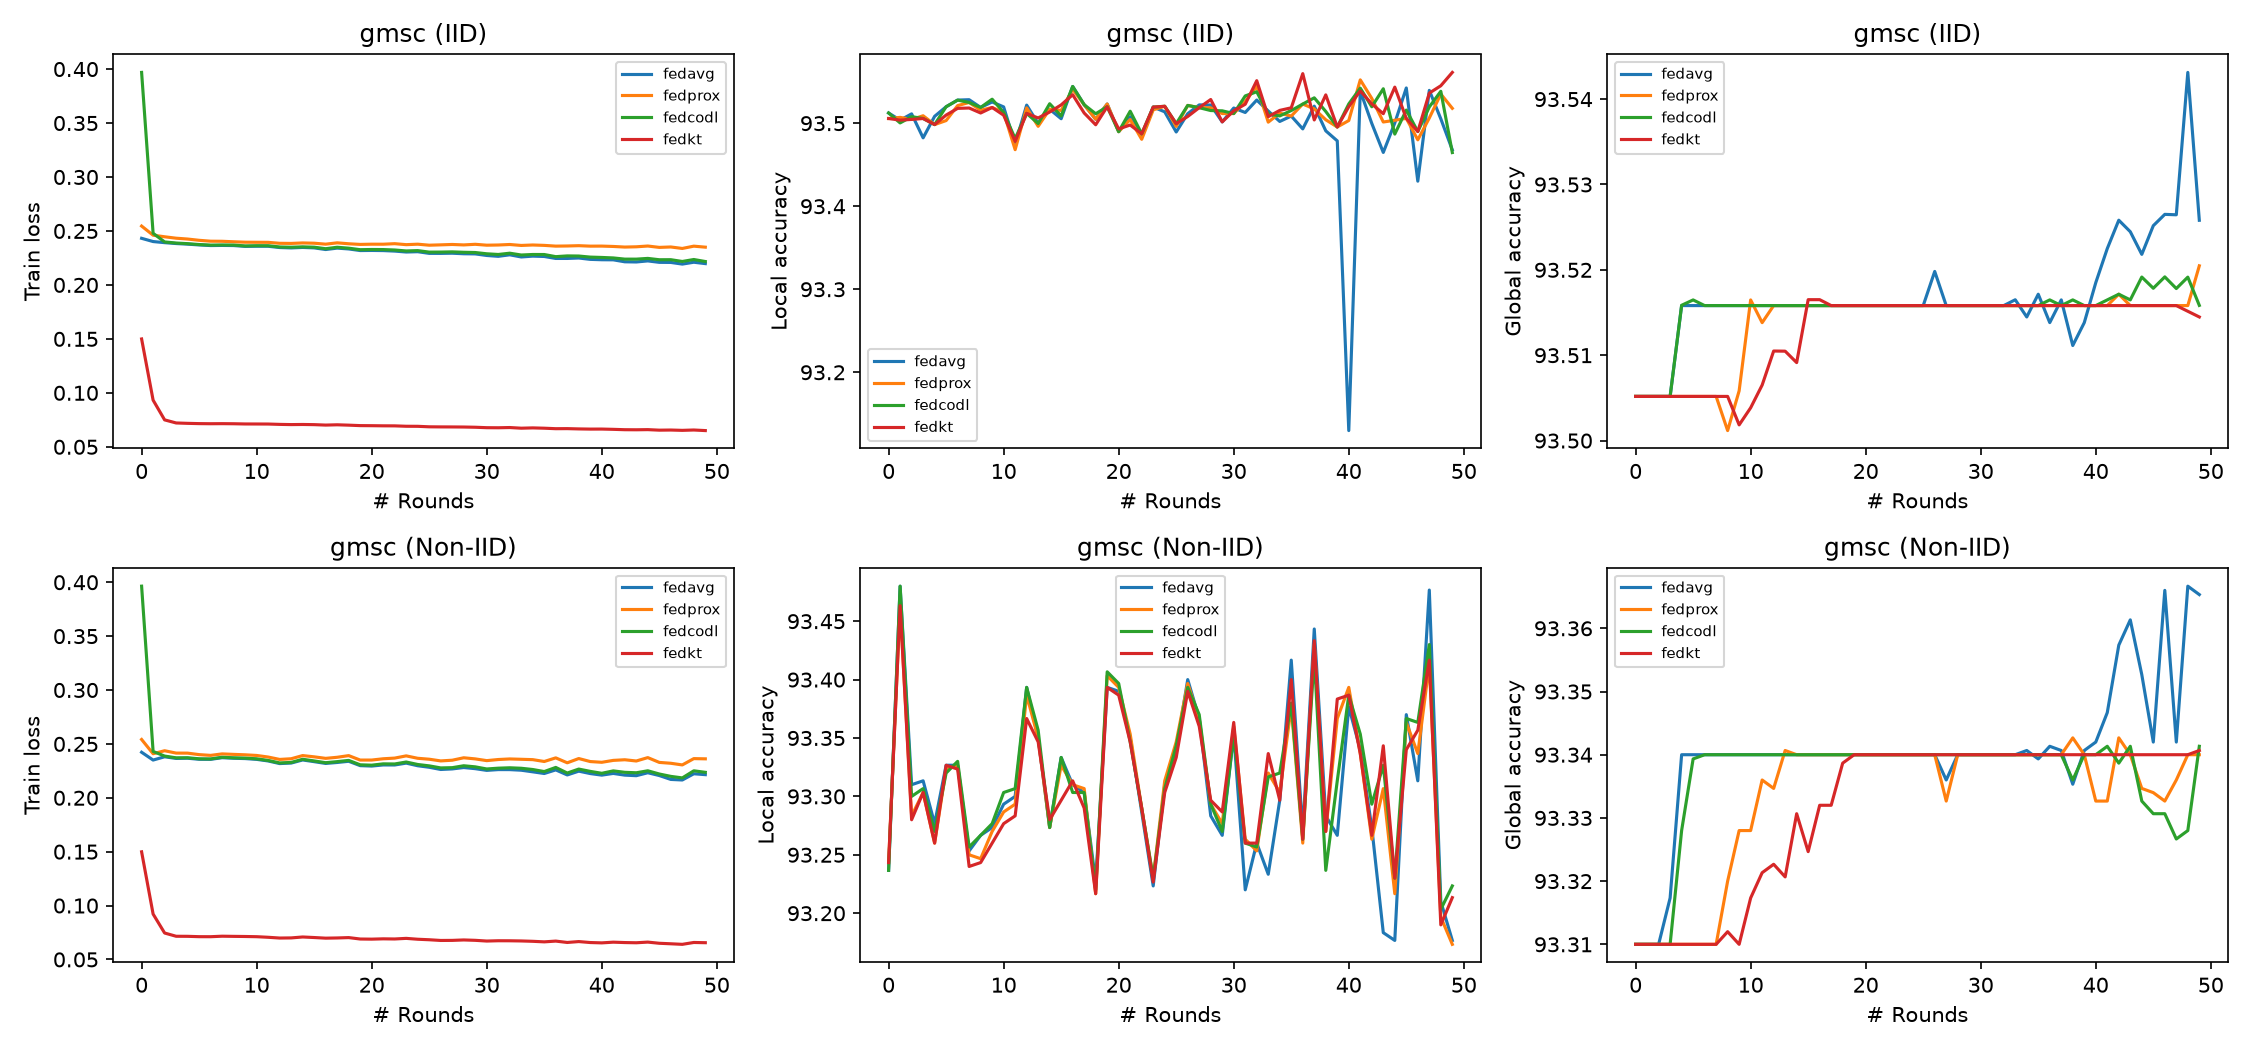 gmsc (IID)
Train loss
0.40
0.35
0.30
0.25
0.20
0.15
0.10
0.05
fedavg
fedprox
fedcodl
fedkt
0 10 20 30 40 50
# Rounds
gmsc (IID)
Local accuracy
93.5
93.4
93.3
93.2
fedavg
fedprox
fedcodl
fedkt
0 10 20 30 40 50
# Rounds
gmsc (IID)
Global accuracy
93.54
93.53
93.52
93.51
93.50
fedavg
fedprox
fedcodl
fedkt
0 10 20 30 40 50
# Rounds
gmsc (Non-IID)
Train loss
0.40
0.35
0.30
0.25
0.20
0.15
0.10
0.05
fedavg
fedprox
fedcodl
fedkt
0 10 20 30 40 50
# Rounds
gmsc (Non-IID)
Local accuracy
93.45
93.40
93.35
93.30
93.25
93.20
fedavg
fedprox
fedcodl
fedkt
0 10 20 30 40 50
# Rounds
gmsc (Non-IID)
Global accuracy
93.36
93.35
93.34
93.33
93.32
93.31
fedavg
fedprox
fedcodl
fedkt
0 10 20 30 40 50
# Rounds